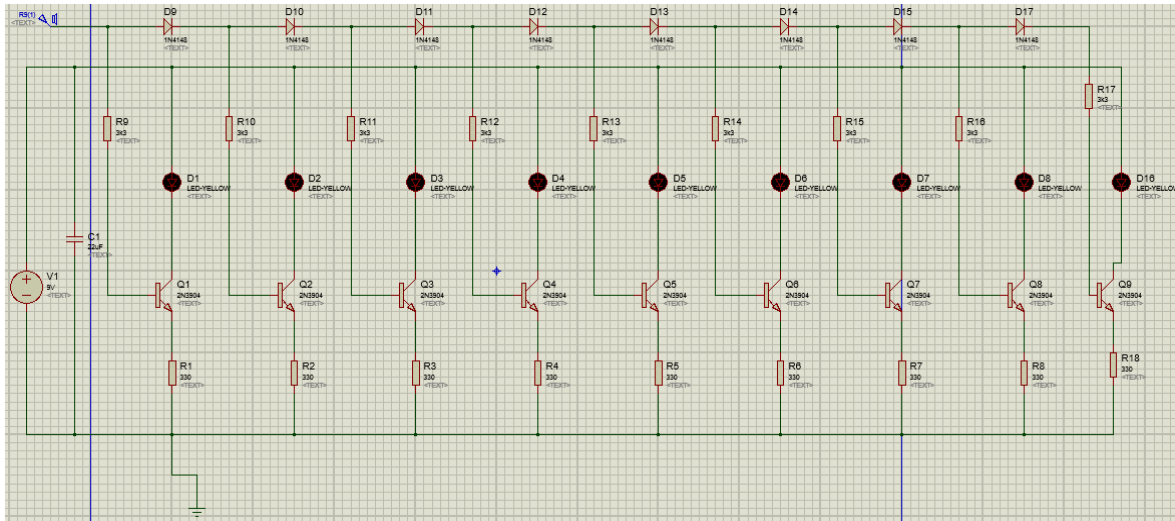 D9 D10 D11 D12 D13 D14 D15 D17
RS(1)
<TEXT>
1N4148 1N4148 1N4148 1N4148 1N4148 1N4148 1N4148 1N4148
<TEXT> <TEXT> <TEXT> <TEXT> <TEXT> <TEXT> <TEXT> <TEXT>
R17
3k3
<TEXT>
R9 R10 R11 R12 R13 R14 R15 R16
3k3 3k3 3k3 3k3 3k3 3k3 3k3 3k3
<TEXT> <TEXT> <TEXT> <TEXT> <TEXT> <TEXT> <TEXT> <TEXT>
D1 D2 D3 D4 D5 D6 D7 D8 D16
LED-YELLOW LED-YELLOW LED-YELLOW LED-YELLOW LED-YELLOW LED-YELLOW LED-YELLOW LED-YELLOW LED-YELLOW
<TEXT> <TEXT> <TEXT> <TEXT> <TEXT> <TEXT> <TEXT> <TEXT> <TEXT>
C1
22uF
<TEXT>
V1
9V
<TEXT>
Q1 Q2 Q3 Q4 Q5 Q6 Q7 Q8 Q9
2N3904 2N3904 2N3904 2N3904 2N3904 2N3904 2N3904 2N3904 2N3904
<TEXT> <TEXT> <TEXT> <TEXT> <TEXT> <TEXT> <TEXT> <TEXT> <TEXT>
R1 R2 R3 R4 R5 R6 R7 R8 R18
330 330 330 330 330 330 330 330 330
<TEXT> <TEXT> <TEXT> <TEXT> <TEXT> <TEXT> <TEXT> <TEXT> <TEXT>